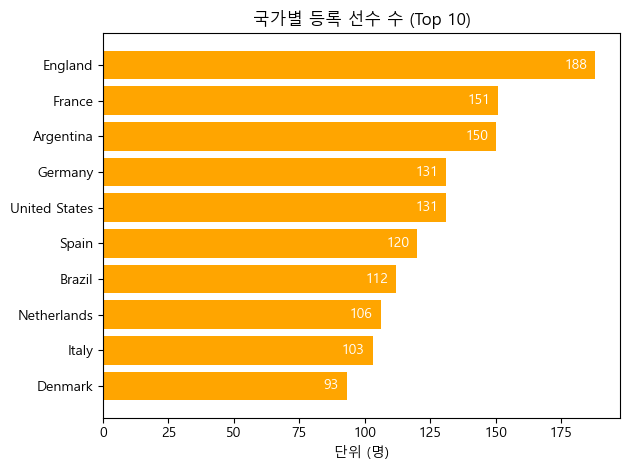 국가별 등록 선수 수 (Top 10)
England 188
France 151
Argentina 150
Germany 131
United States 131
Spain 120
Brazil 112
Netherlands 106
Italy 103
Denmark 93
0 25 50 75 100 125 150 175
단위 (명)